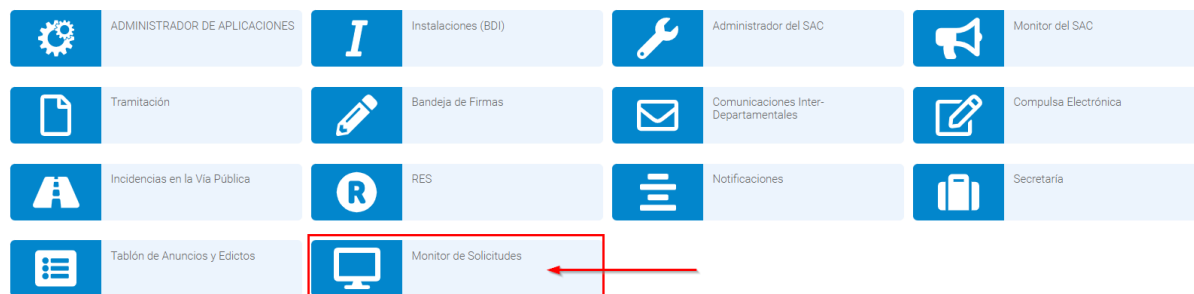 ADMINISTRADOR DE APLICACIONES
Instalaciones (BDI)
Administrador del SAC
Monitor del SAC
Tramitación
Bandeja de Firmas
Comunicaciones Inter-
Departamentales
Compulsa Electrónica
Incidencias en la Vía Pública
RES
Notificaciones
Secretaría
Tablón de Anuncios y Edictos
Monitor de Solicitudes